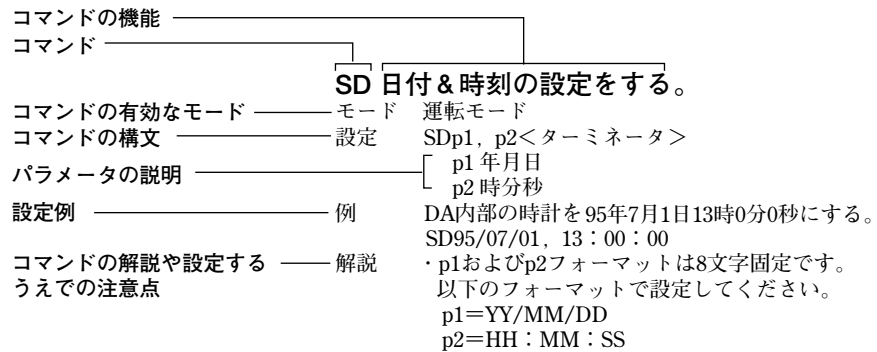 コマンドの機能
コマンド
SD 日付&時刻の設定をする。
コマンドの有効なモード モード 運転モード
コマンドの構文 設定 SDp1，p2＜ターミネータ＞
パラメータの説明 p1 年月日
p2 時分秒
設定例 例 DA内部の時計を95年7月1日13時0分0秒にする。
SD95/07/01，13：00：00
コマンドの解説や設定する 解説 ・p1およびp2フォーマットは8文字固定です。
うえでの注意点 以下のフォーマットで設定してください。
p1＝YY/MM/DD
p2＝HH：MM：SS